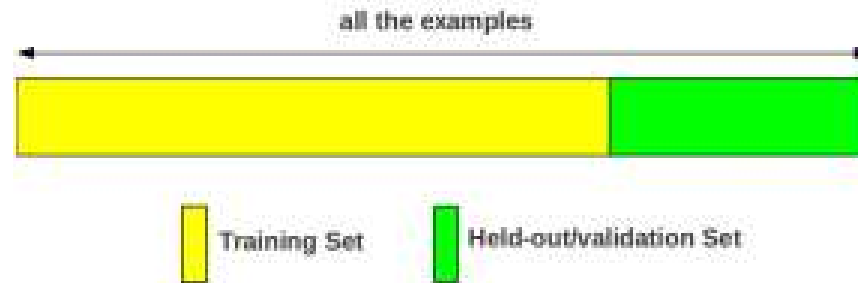 all the examples
Training Set
Held-out/validation Set